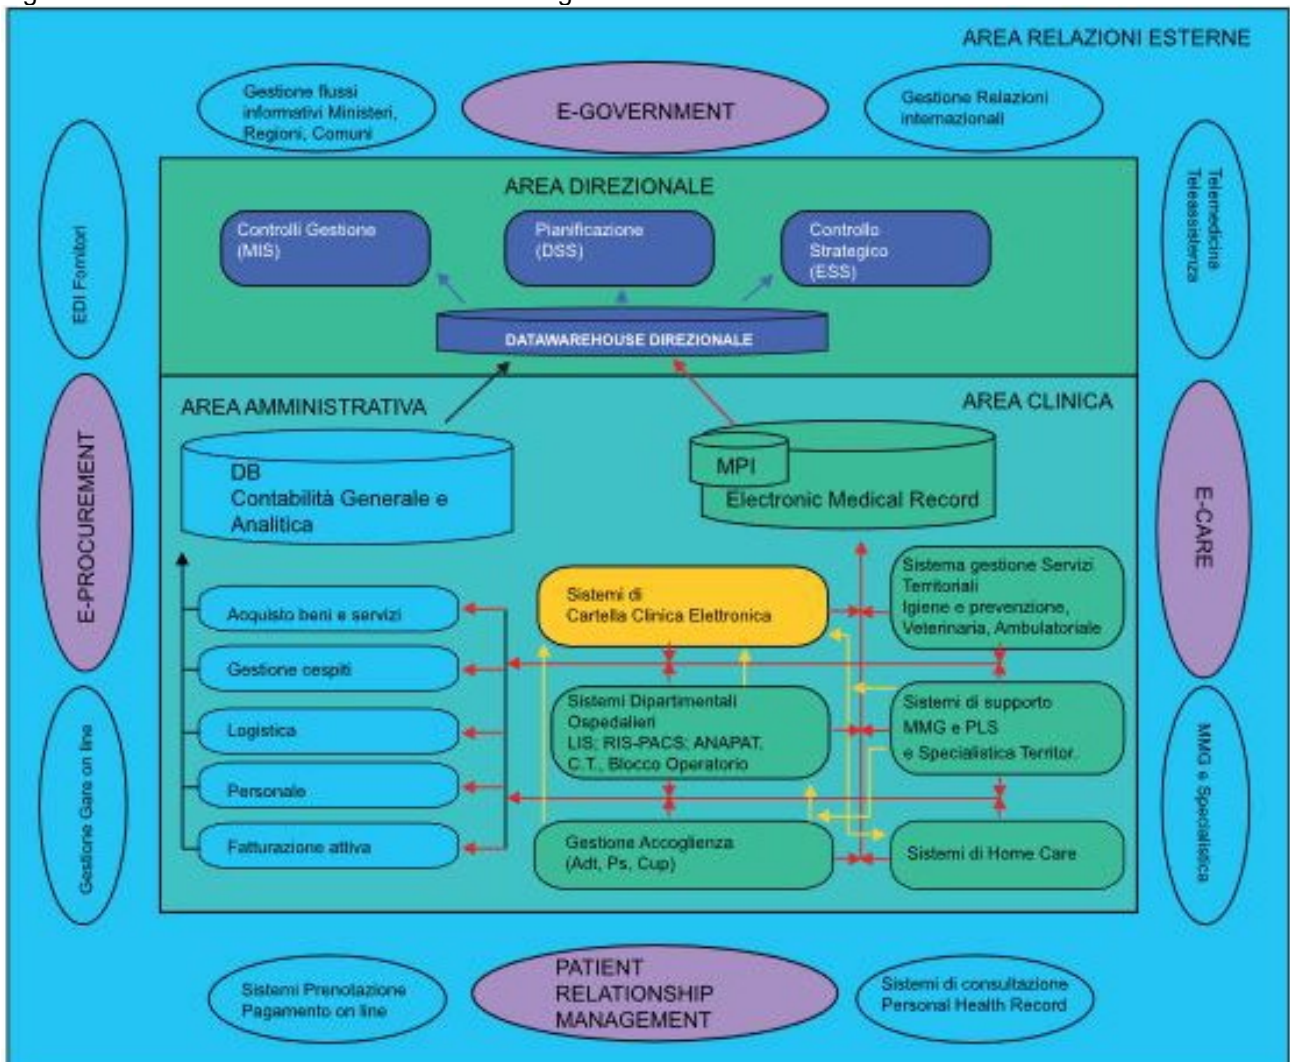 AREA RELAZIONI ESTERNE
Gestione flussi
informativi Ministeri,
Regioni, Comuni
E-GOVERNMENT
Gestione Relazioni
internazionali
EDI Fornitori
Telemedicina
Teleassistenza
AREA DIREZIONALE
Controlli Gestione
(MIS)
Pianificazione
(DSS)
Controllo
Strategico
(ESS)
DATAWAREHOUSE DIREZIONALE
AREA AMMINISTRATIVA
AREA CLINICA
E-PROCUREMENT
E-CARE
DB
Contabilità Generale e
Analitica
MPI
Electronic Medical Record
Acquisto beni e servizi
Gestione cespiti
Logistica
Personale
Fatturazione attiva
Sistemi di
Cartella Clinica Elettronica
Sistema gestione Servizi
Territoriali
Igiene e prevenzione,
Veterinaria, Ambulatoriale
Sistemi Dipartimentali
Ospedalieri
LIS; RIS-PACS; ANAPAT.
C.T., Blocco Operatorio
Sistemi di supporto
MMG e PLS
e Specialistica Territor.
Gestione Accoglienza
(Adt, Ps, Cup)
Sistemi di Home Care
Gestione Gare on line
MMG e Specialistica
Sistemi Prenotazione
Pagamento on line
PATIENT
RELATIONSHIP
MANAGEMENT
Sistemi di consultazione
Personal Health Record